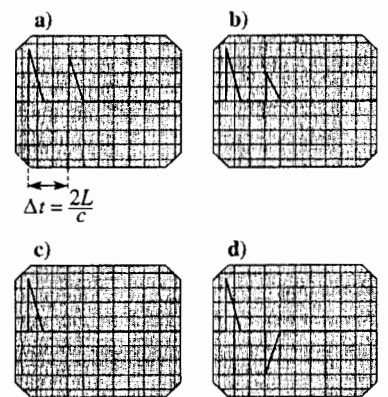 a)
b)
Δt = 2L/c
c)
d)